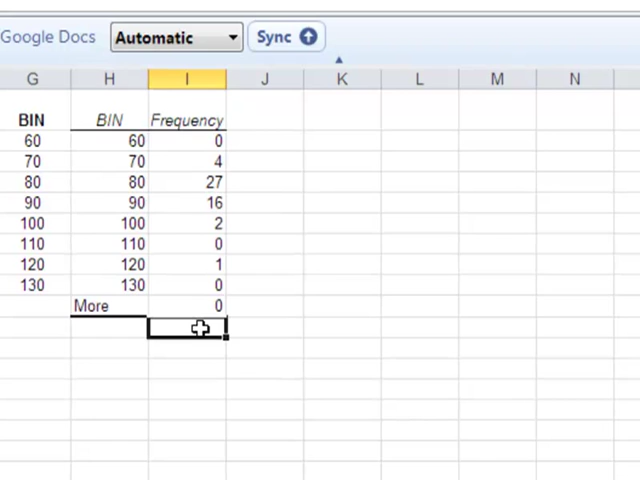 Google Docs Automatic Sync
G H I J K L M N
BIN BIN Frequency
60 60 0
70 70 4
80 80 27
90 90 16
100 100 2
110 110 0
120 120 1
130 130 0
More 0